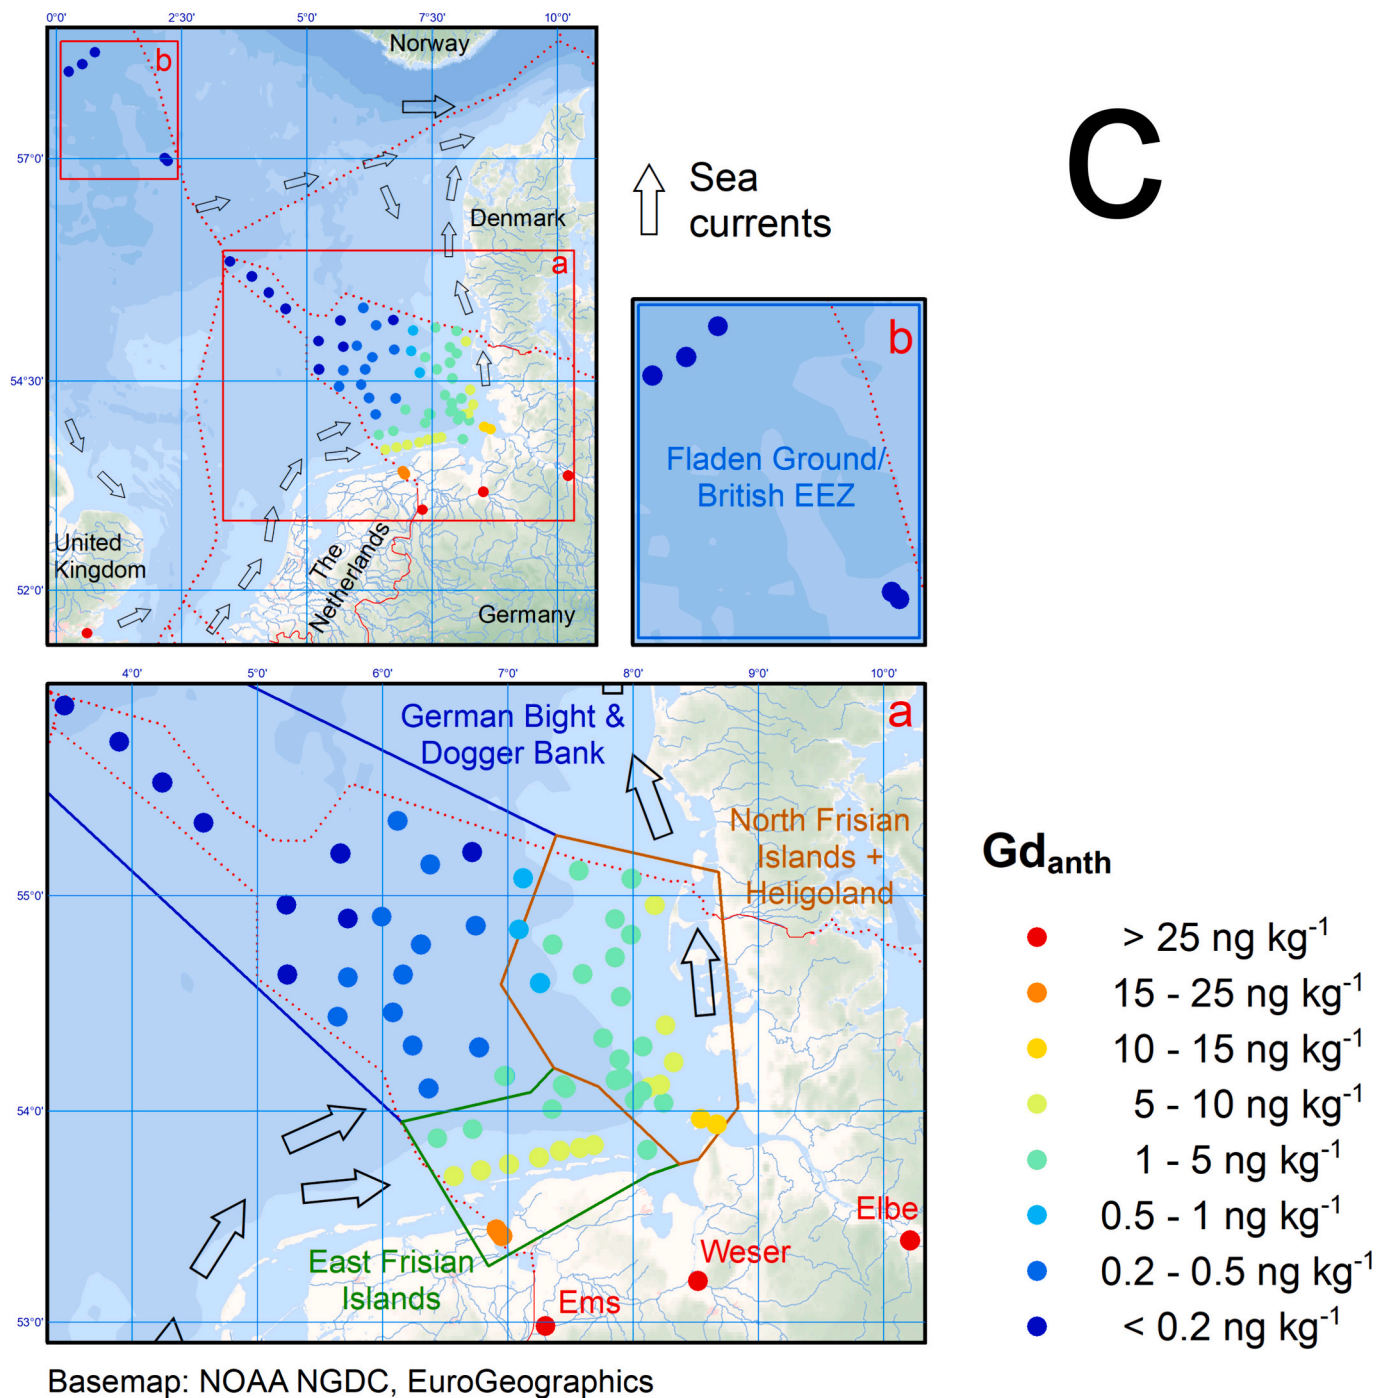 0°0' 2°30' 5°0' 7°30' 10°0'
Norway
b
57°0'
Denmark
a
54°30'
United
Kingdom
The
Netherlands
52°0'
Germany
Sea
currents
C
b
Fladen Ground/
British EEZ
4°0' 5°0' 6°0' 7°0' 8°0' 9°0' 10°0'
German Bight &
Dogger Bank
a
North Frisian
Islands +
Heligoland
55°0'
54°0'
Elbe
Weser
East Frisian
Islands
Ems
53°0'
Gdanth
> 25 ng kg-1
15 - 25 ng kg-1
10 - 15 ng kg-1
5 - 10 ng kg-1
1 - 5 ng kg-1
0.5 - 1 ng kg-1
0.2 - 0.5 ng kg-1
< 0.2 ng kg-1
Basemap: NOAA NGDC, EuroGeographics